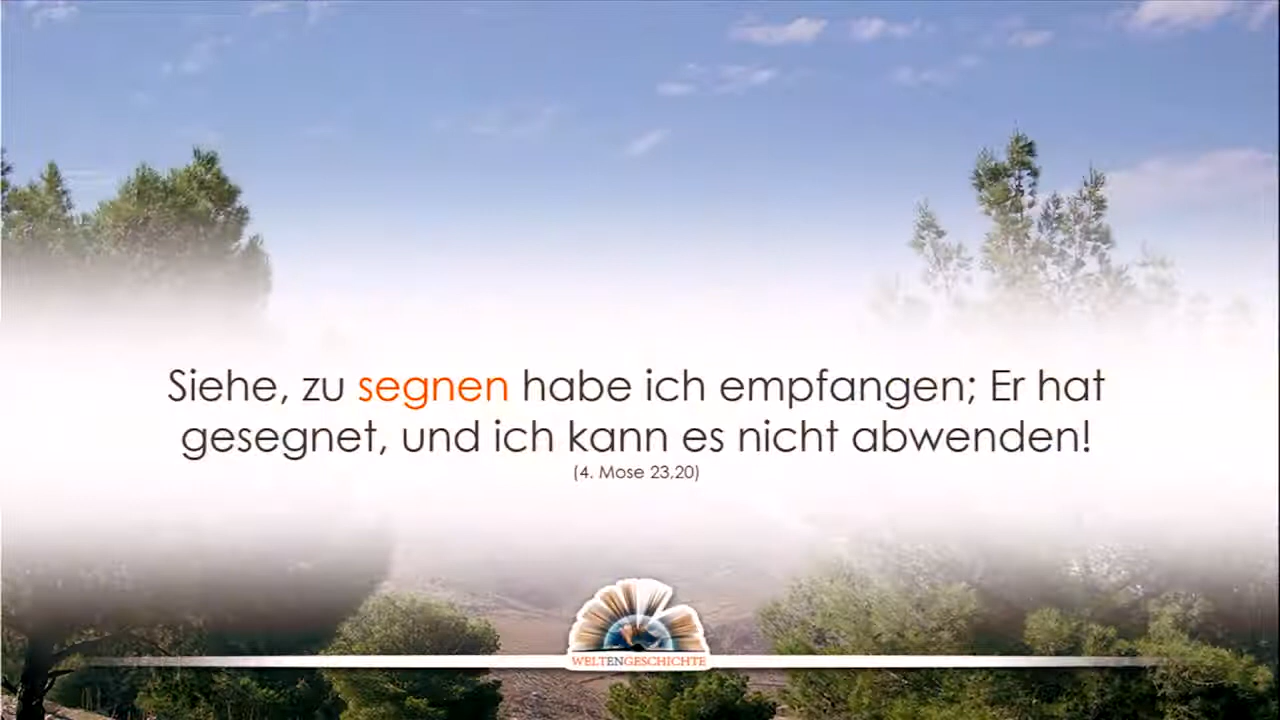 Siehe, zu segnen habe ich empfangen; Er hat
gesegnet, und ich kann es nicht abwenden!
(4. Mose 23,20)
WELTENGESCHICHTE